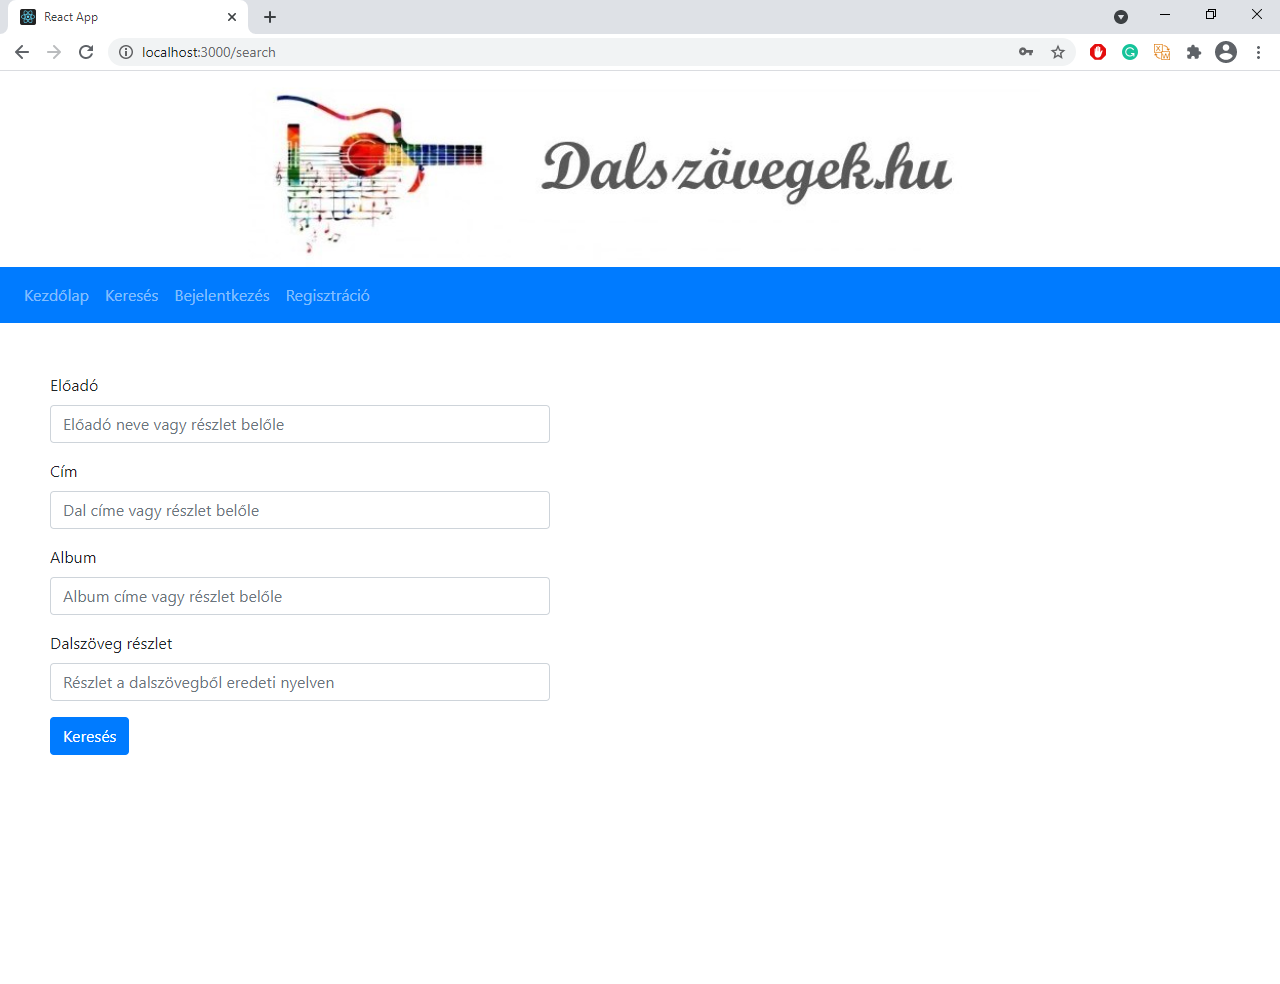 React App
localhost:3000/search
Dalszövegek.hu
Kezdőlap Keresés Bejelentkezés Regisztráció
Előadó
Előadó neve vagy részlet belőle
Cím
Dal címe vagy részlet belőle
Album
Album címe vagy részlet belőle
Dalszöveg részlet
Részlet a dalszövegből eredeti nyelven
Keresés